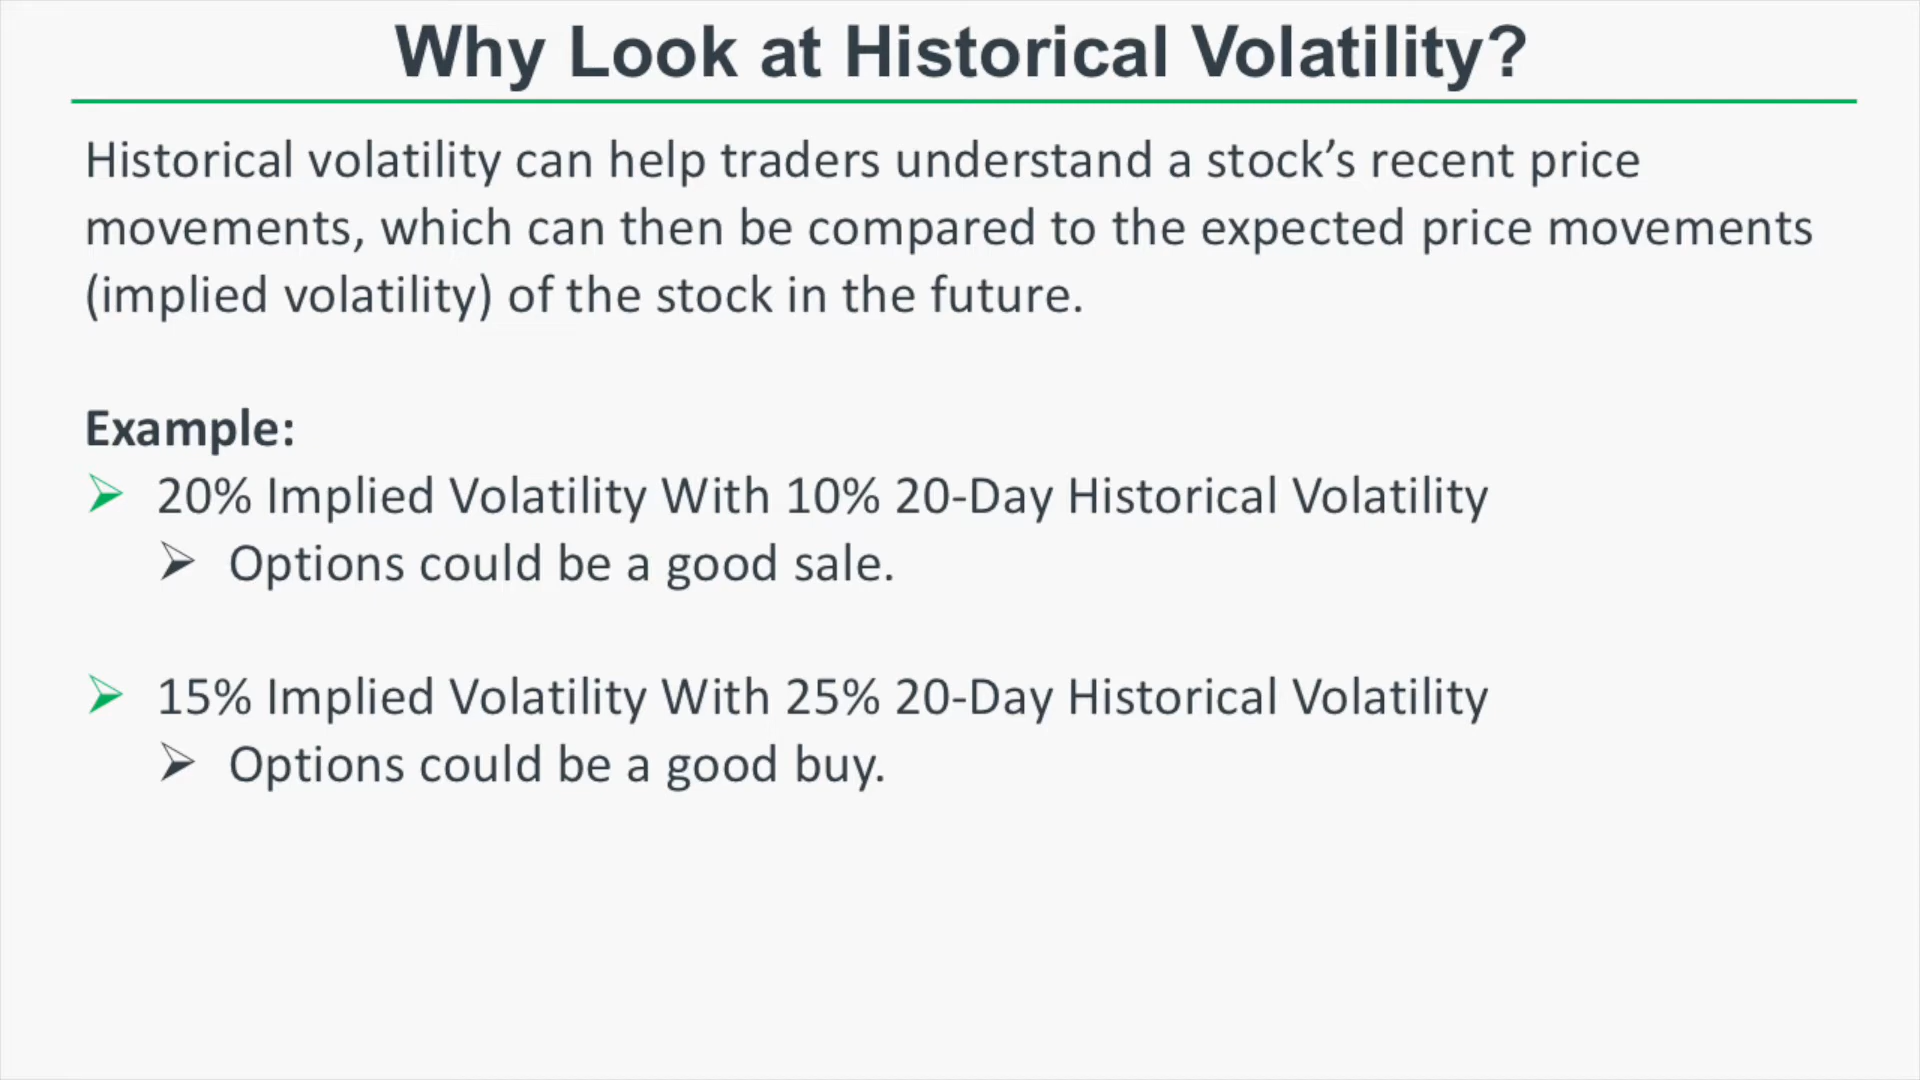 Why Look at Historical Volatility?
Historical volatility can help traders understand a stock’s recent price
movements, which can then be compared to the expected price movements
(implied volatility) of the stock in the future.
Example:
20% Implied Volatility With 10% 20-Day Historical Volatility
Options could be a good sale.
15% Implied Volatility With 25% 20-Day Historical Volatility
Options could be a good buy.